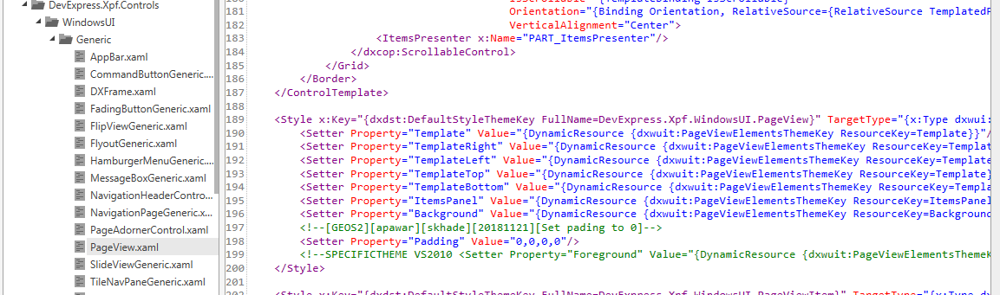 DevExpress.Xpf.Controls
WindowsUI
Generic
AppBar.xaml
CommandButtonGeneric....
DXFrame.xaml
FadingButtonGeneric.xaml
FlipViewGeneric.xaml
FlyoutGeneric.xaml
HamburgerMenuGeneric....
MessageBoxGeneric.xaml
NavigationHeaderContro...
NavigationPageGeneric.x...
PageAdornerControl.xaml
PageView.xaml
SlideViewGeneric.xaml
TileNavPaneGeneric.xaml
181 Orientation="{Binding Orientation, RelativeSource={RelativeSource TemplatedP
182 VerticalAlignment="Center">
183 <ItemsPresenter x:Name="PART_ItemsPresenter"/>
184 </dxcop:ScrollableControl>
185 </Grid>
186 </Border>
187 </ControlTemplate>
188
189 <Style x:Key="{dxdst:DefaultStyleThemeKey FullName=DevExpress.Xpf.WindowsUI.PageView}" TargetType="{x:Type dxwui:
190 <Setter Property="Template" Value="{DynamicResource {dxwuit:PageViewElementsThemeKey ResourceKey=Template}}"/
191 <Setter Property="TemplateRight" Value="{DynamicResource {dxwuit:PageViewElementsThemeKey ResourceKey=Templat
192 <Setter Property="TemplateLeft" Value="{DynamicResource {dxwuit:PageViewElementsThemeKey ResourceKey=Template
193 <Setter Property="TemplateTop" Value="{DynamicResource {dxwuit:PageViewElementsThemeKey ResourceKey=Template}
194 <Setter Property="TemplateBottom" Value="{DynamicResource {dxwuit:PageViewElementsThemeKey ResourceKey=Templa
195 <Setter Property="ItemsPanel" Value="{DynamicResource {dxwuit:PageViewElementsThemeKey ResourceKey=ItemsPanel
196 <Setter Property="Background" Value="{DynamicResource {dxwuit:PageViewElementsThemeKey ResourceKey=Background
197 <!--[GEOS2][apawar][skhade][20181121][Set pading to 0]-->
198 <Setter Property="Padding" Value="0,0,0,0"/>
199 <!--SPECIFICTHEME VS2010 <Setter Property="Foreground" Value="{DynamicResource {dxwuit:PageViewElementsThemeK
200 </Style>
201